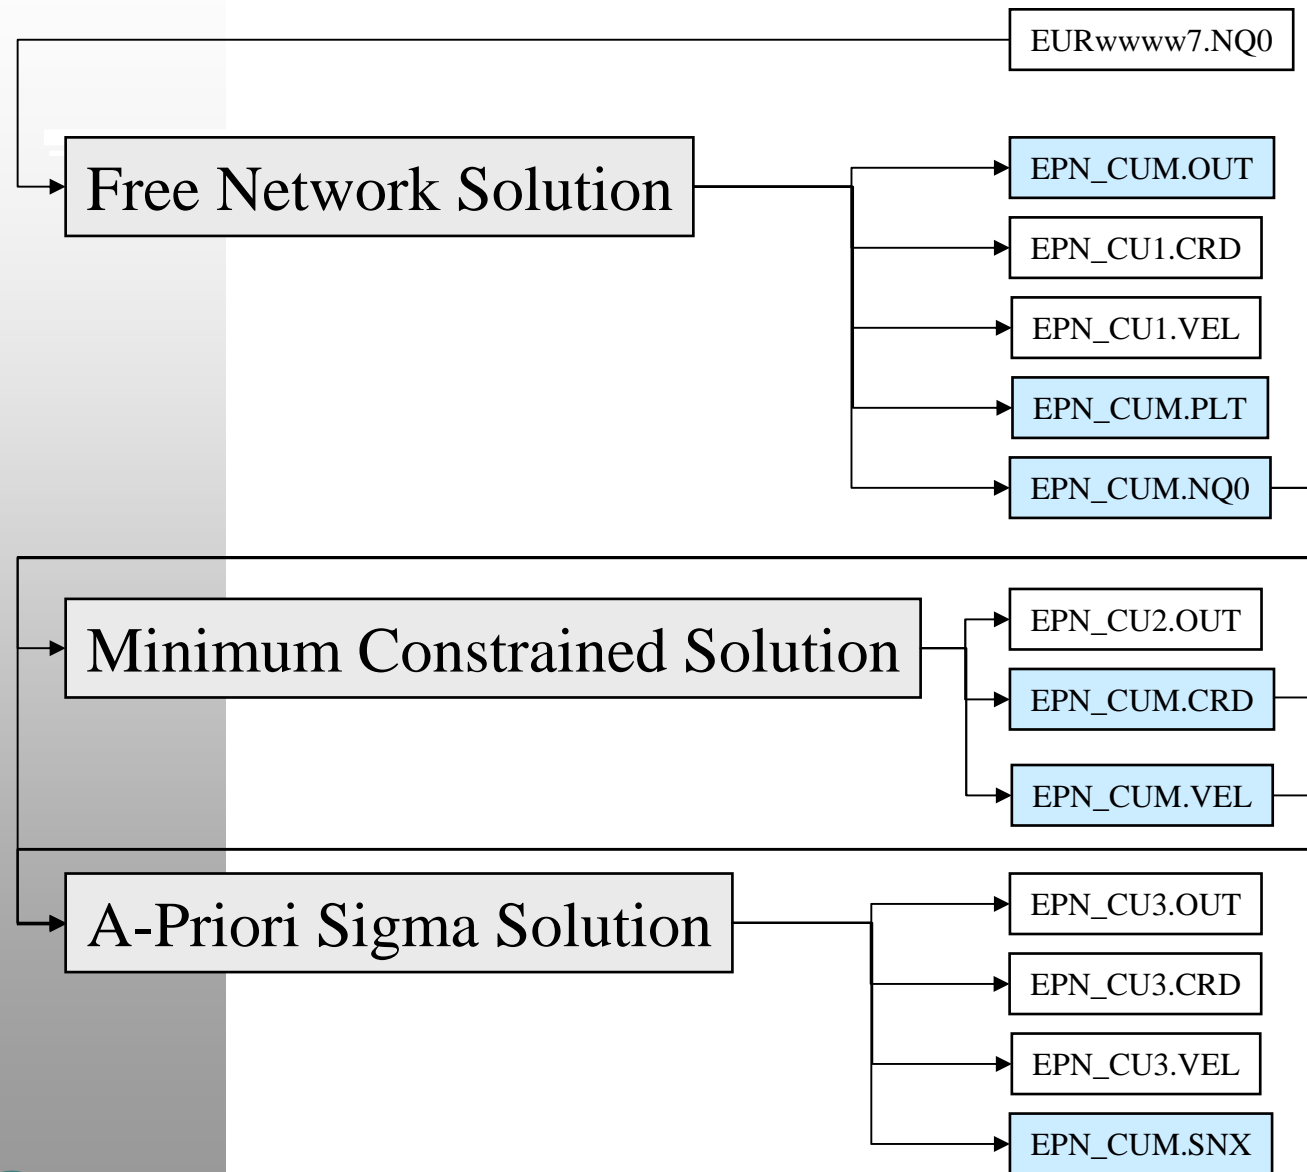 EURwwww7.NQ0
Free Network Solution
EPN_CUM.OUT
EPN_CU1.CRD
EPN_CU1.VEL
EPN_CUM.PLT
EPN_CUM.NQ0
Minimum Constrained Solution
EPN_CU2.OUT
EPN_CUM.CRD
EPN_CUM.VEL
A-Priori Sigma Solution
EPN_CU3.OUT
EPN_CU3.CRD
EPN_CU3.VEL
EPN_CUM.SNX